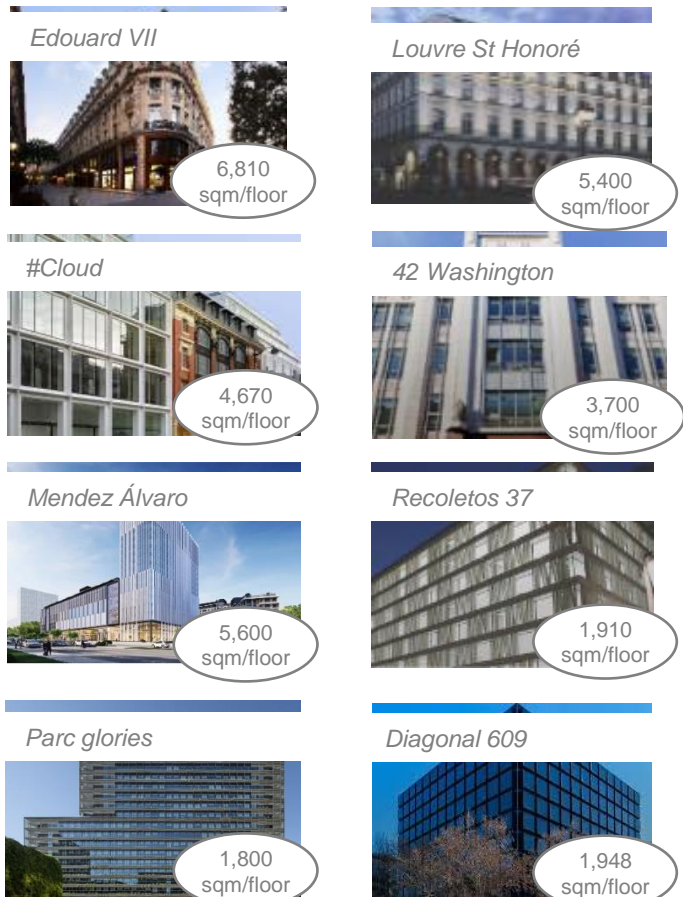 Edouard VII
6,810
sqm/floor
Louvre St Honoré
5,400
sqm/floor
#Cloud
4,670
sqm/floor
42 Washington
3,700
sqm/floor
Mendez Álvaro
5,600
sqm/floor
Recoletos 37
1,910
sqm/floor
Parc glories
1,800
sqm/floor
Diagonal 609
1,948
sqm/floor